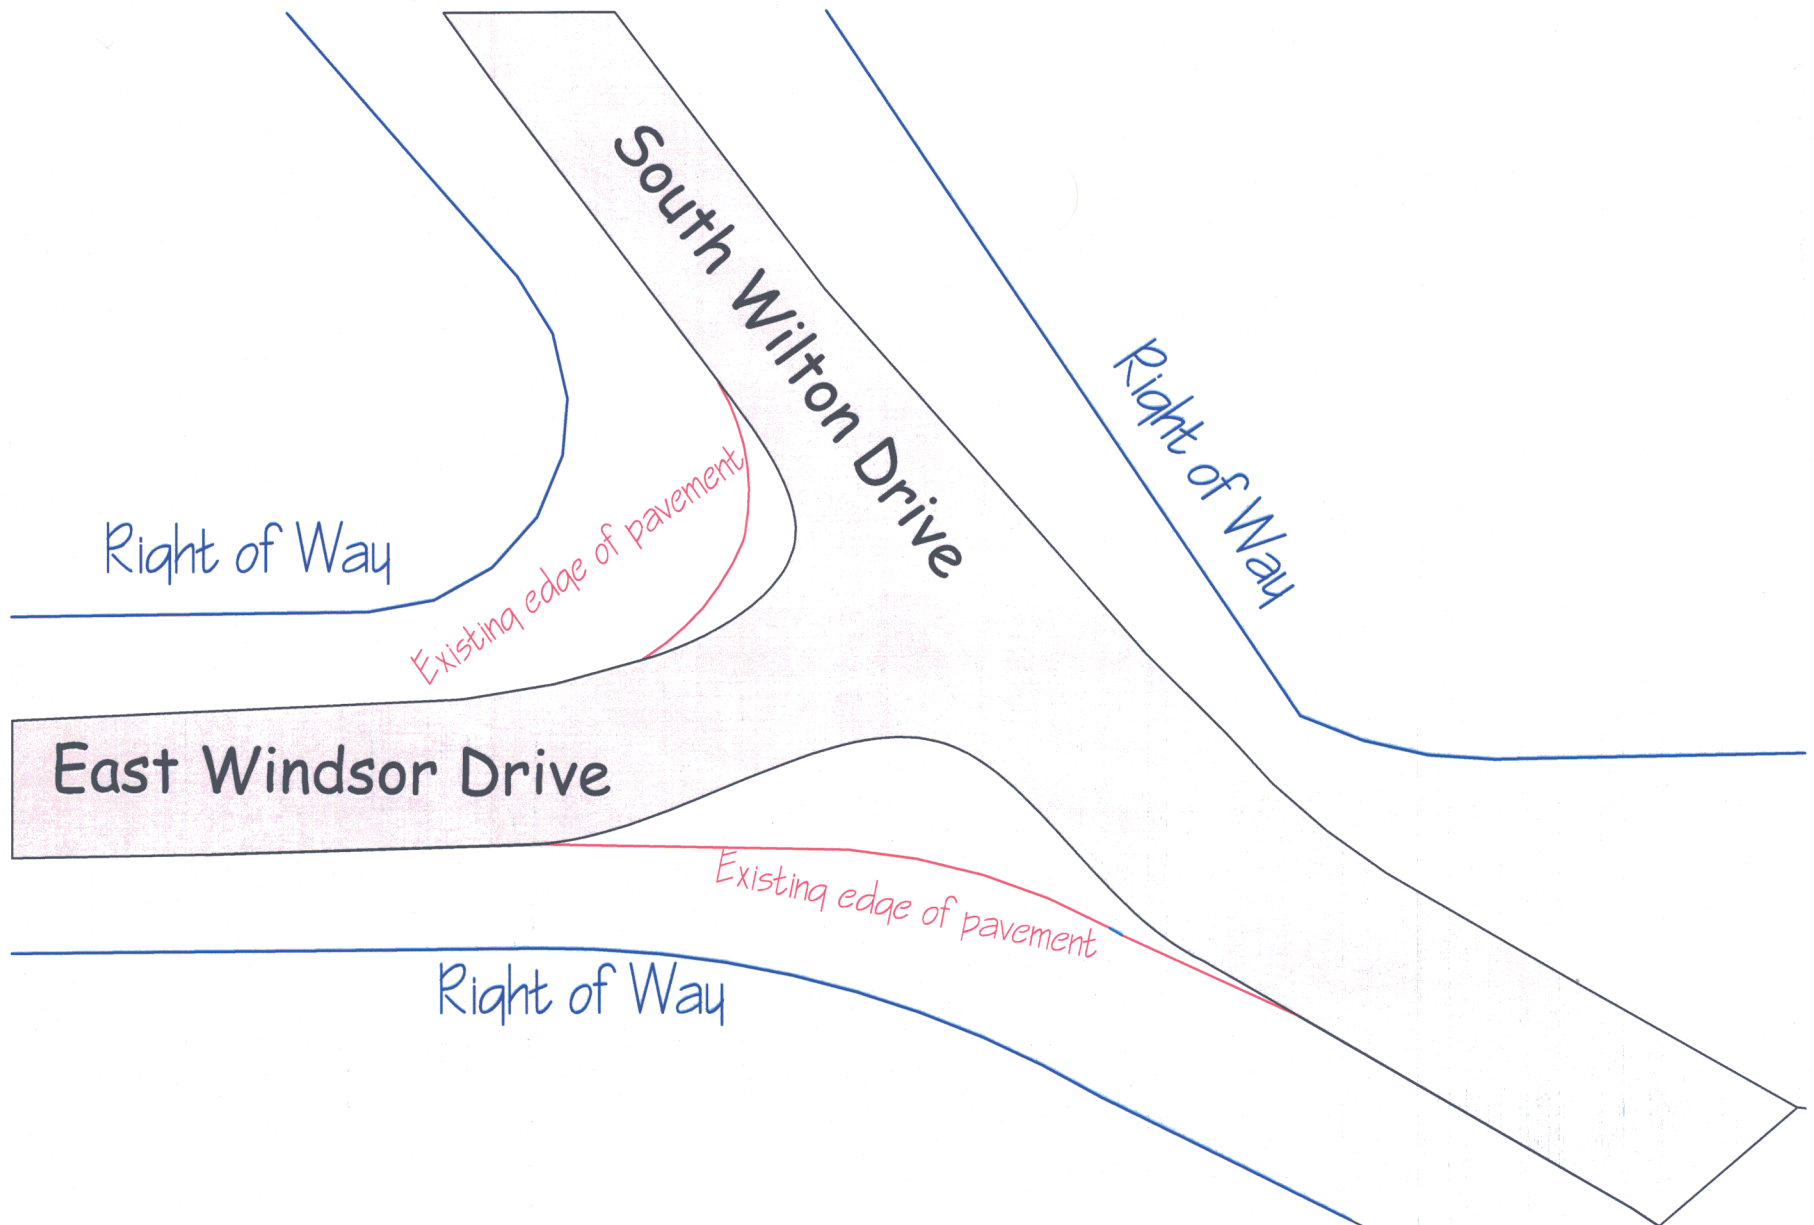 South Wilton Drive
Right of Way
Existing edge of pavement
Right of Way
East Windsor Drive
Existing edge of pavement
Right of Way